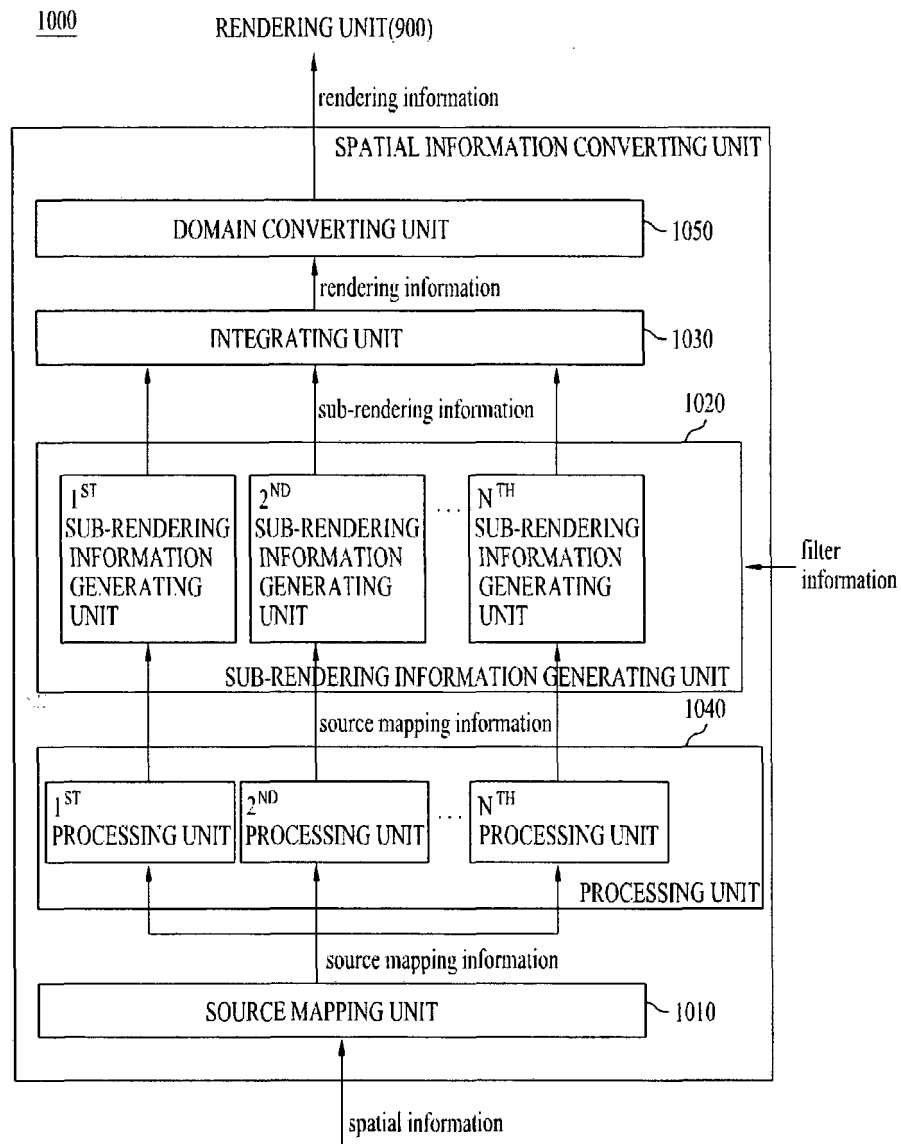 1000
RENDERING UNIT(900)
rendering information
SPATIAL INFORMATION CONVERTING UNIT
DOMAIN CONVERTING UNIT
1050
rendering information
INTEGRATING UNIT
1030
sub-rendering information
1020
1ST
SUB-RENDERING
INFORMATION
GENERATING
UNIT
2ND
SUB-RENDERING
INFORMATION
GENERATING
UNIT
...
NTH
SUB-RENDERING
INFORMATION
GENERATING
UNIT
filter
information
SUB-RENDERING INFORMATION GENERATING UNIT
source mapping information
1040
1ST
PROCESSING UNIT
2ND
PROCESSING UNIT
...
NTH
PROCESSING UNIT
PROCESSING UNIT
source mapping information
SOURCE MAPPING UNIT
1010
spatial information